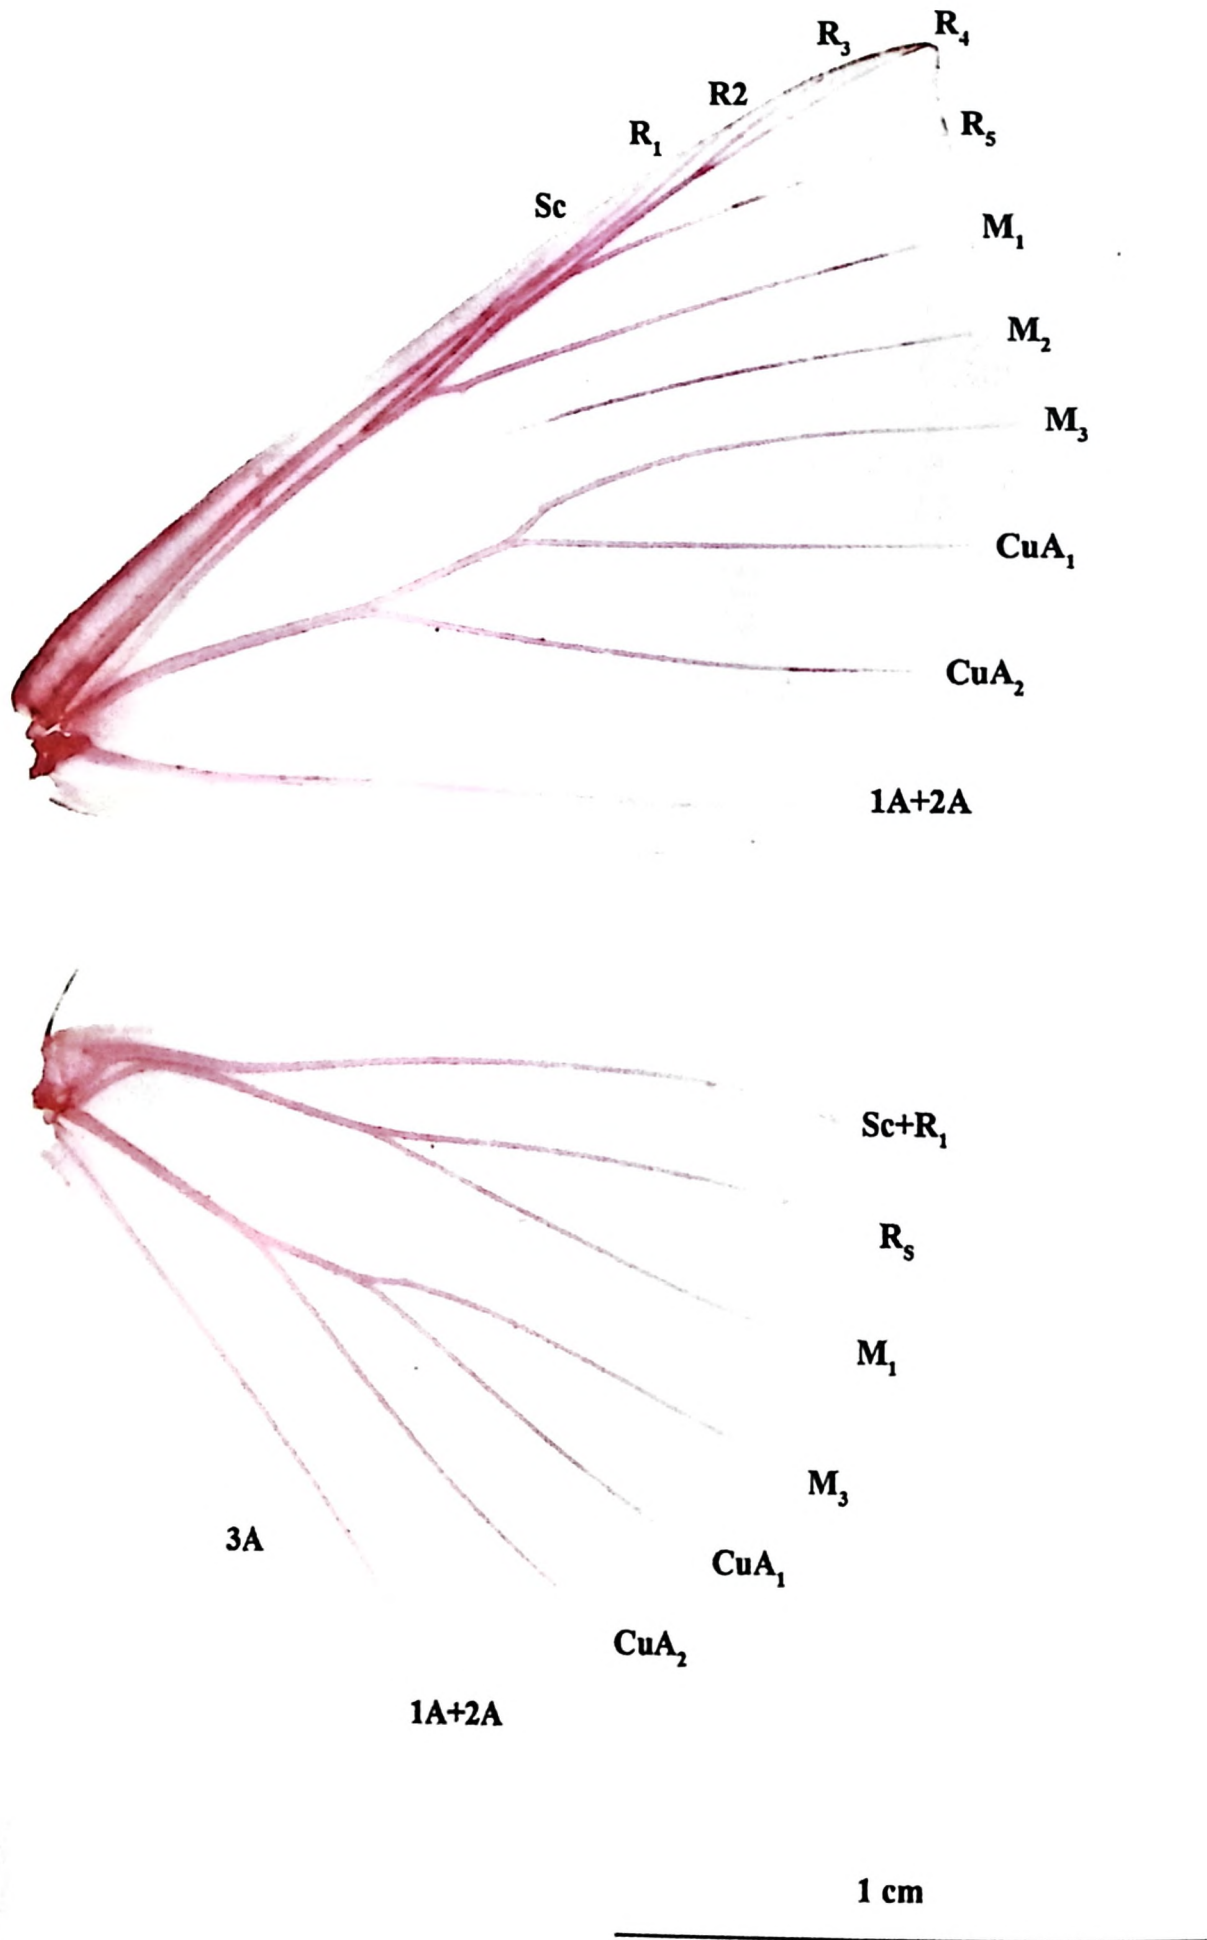 R₄
R₃
R2
R₅
R₁
Sc
M₁
M₂
M₃
CuA₁
CuA₂
1A+2A
Sc+R₁
Rₛ
M₁
M₃
3A
CuA₁
CuA₂
1A+2A
1 cm